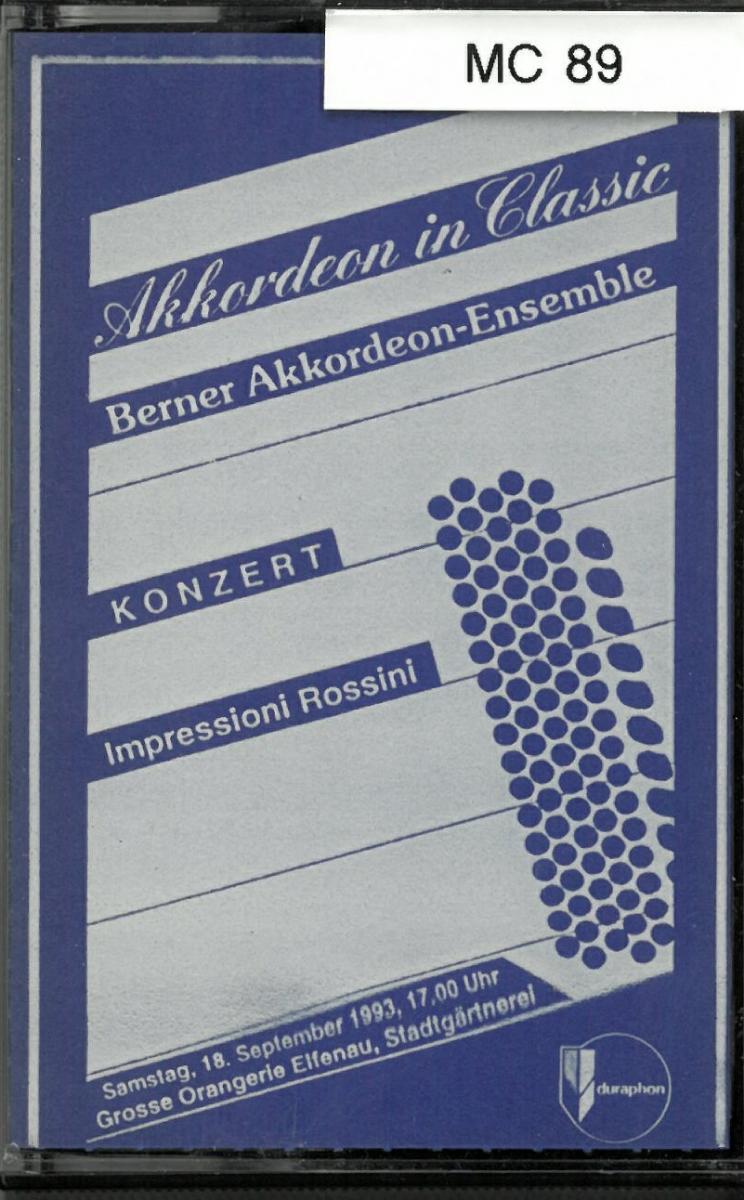 MC 89
Akkordeon in Classic
Berner Akkordeon-Ensemble
KONZERT
Impressioni Rossini
Samstag, 18. September 1993, 17.00 Uhr
Grosse Orangerie Elfenau, Stadtgärtnerei
duraphon